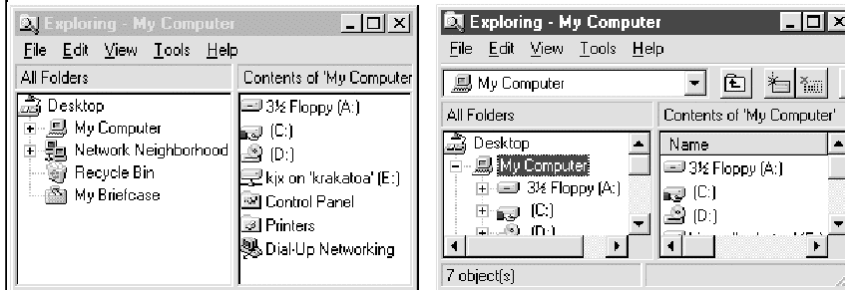 Exploring - My Computer
File Edit View Tools Help
All Folders
Contents of 'My Computer
Desktop
My Computer
Network Neighborhood
Recycle Bin
My Briefcase
3½ Floppy (A:)
(C:)
(D:)
kjx on 'krakatoa' (E:)
Control Panel
Printers
Dial-Up Networking
Exploring - My Computer
File Edit View Tools Help
My Computer
All Folders
Contents of 'My Computer'
Desktop
My Computer
3½ Floppy (A:)
(C:)
(D:)
Name
3½ Floppy (A:)
(C:)
(D:)
7 object(s)